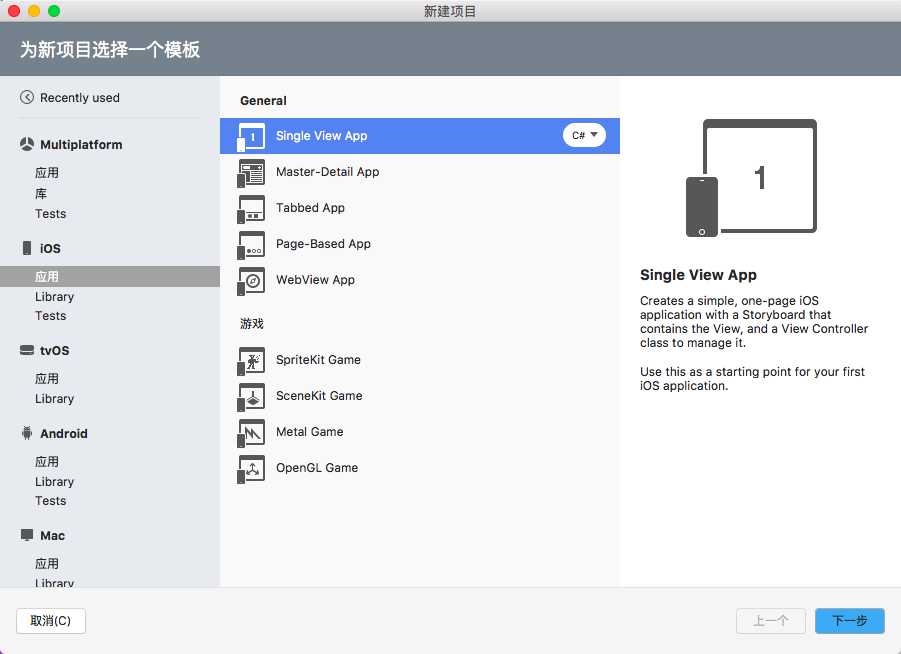 新建项目
为新项目选择一个模板
Recently used
Multiplatform
应用
库
Tests
iOS
应用
Library
Tests
tvOS
应用
Library
Android
应用
Library
Tests
Mac
应用
Library
General
1
Single View App
C#
Master-Detail App
Tabbed App
Page-Based App
WebView App
游戏
SpriteKit Game
SceneKit Game
Metal Game
OpenGL Game
1
Single View App
Creates a simple, one-page iOS
application with a Storyboard that
contains the View, and a View Controller
class to manage it.
Use this as a starting point for your first
iOS application.
取消(C)
上一个
下一步